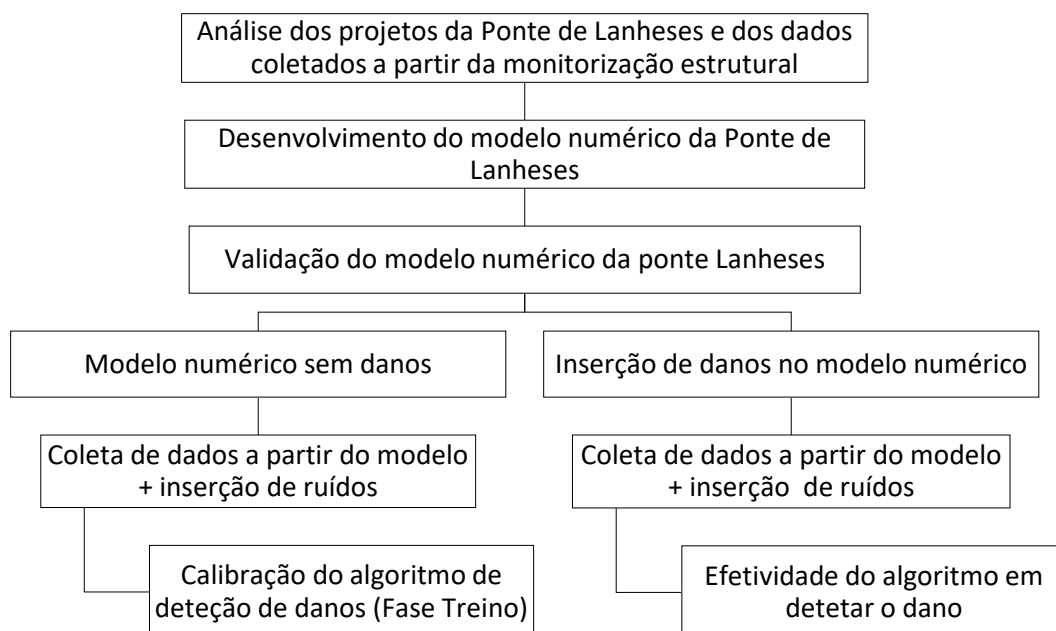 Análise dos projetos da Ponte de Lanheses e dos dados
coletados a partir da monitorização estrutural
Desenvolvimento do modelo numérico da Ponte de
Lanheses
Validação do modelo numérico da ponte Lanheses
Modelo numérico sem danos
Inserção de danos no modelo numérico
Coleta de dados a partir do modelo
+ inserção de ruídos
Coleta de dados a partir do modelo
+ inserção  de ruídos
Calibração do algoritmo de
deteção de danos (Fase Treino)
Efetividade do algoritmo em
detetar o dano